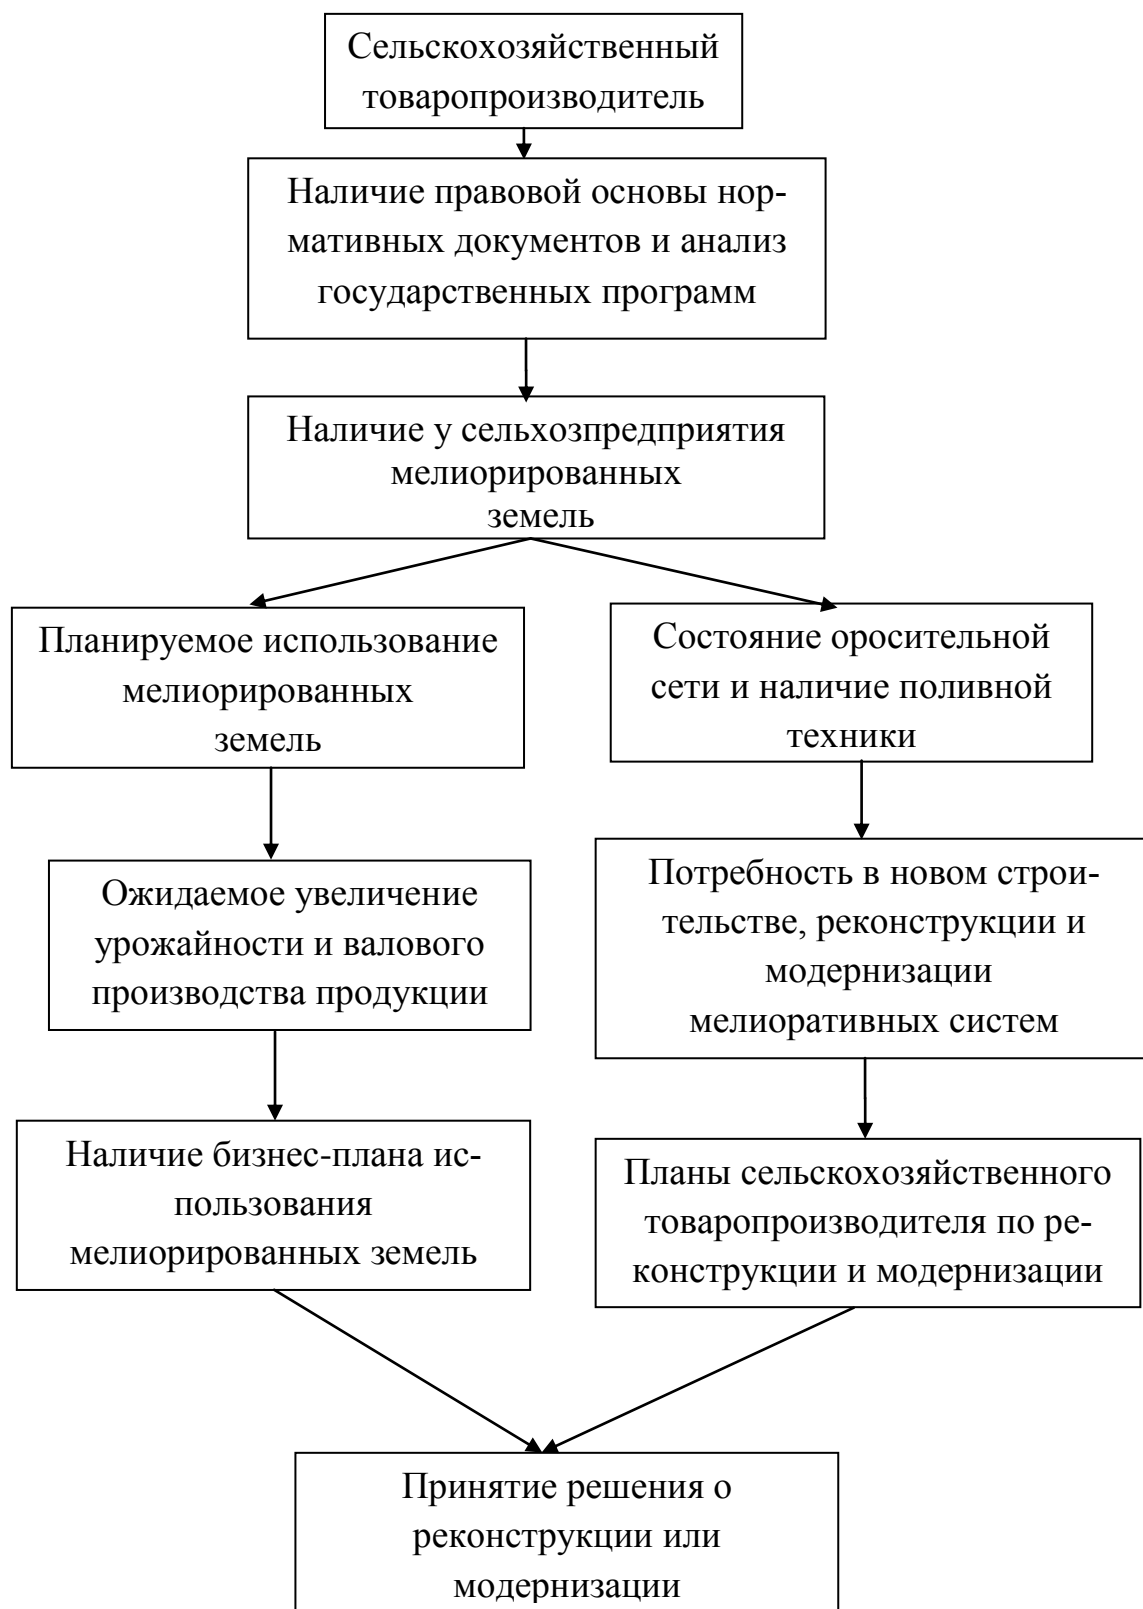 Сельскохозяйственный
товаропроизводитель
Наличие правовой основы нор-
мативных документов и анализ
государственных программ
Наличие у сельхозпредприятия
мелиорированных
земель
Планируемое использование
мелиорированных
земель
Состояние оросительной
сети и наличие поливной
техники
Ожидаемое увеличение
урожайности и валового
производства продукции
Потребность в новом строи-
тельстве, реконструкции и
модернизации
мелиоративных систем
Наличие бизнес-плана ис-
пользования
мелиорированных земель
Планы сельскохозяйственного
товаропроизводителя по ре-
конструкции и модернизации
Принятие решения о
реконструкции или
модернизации